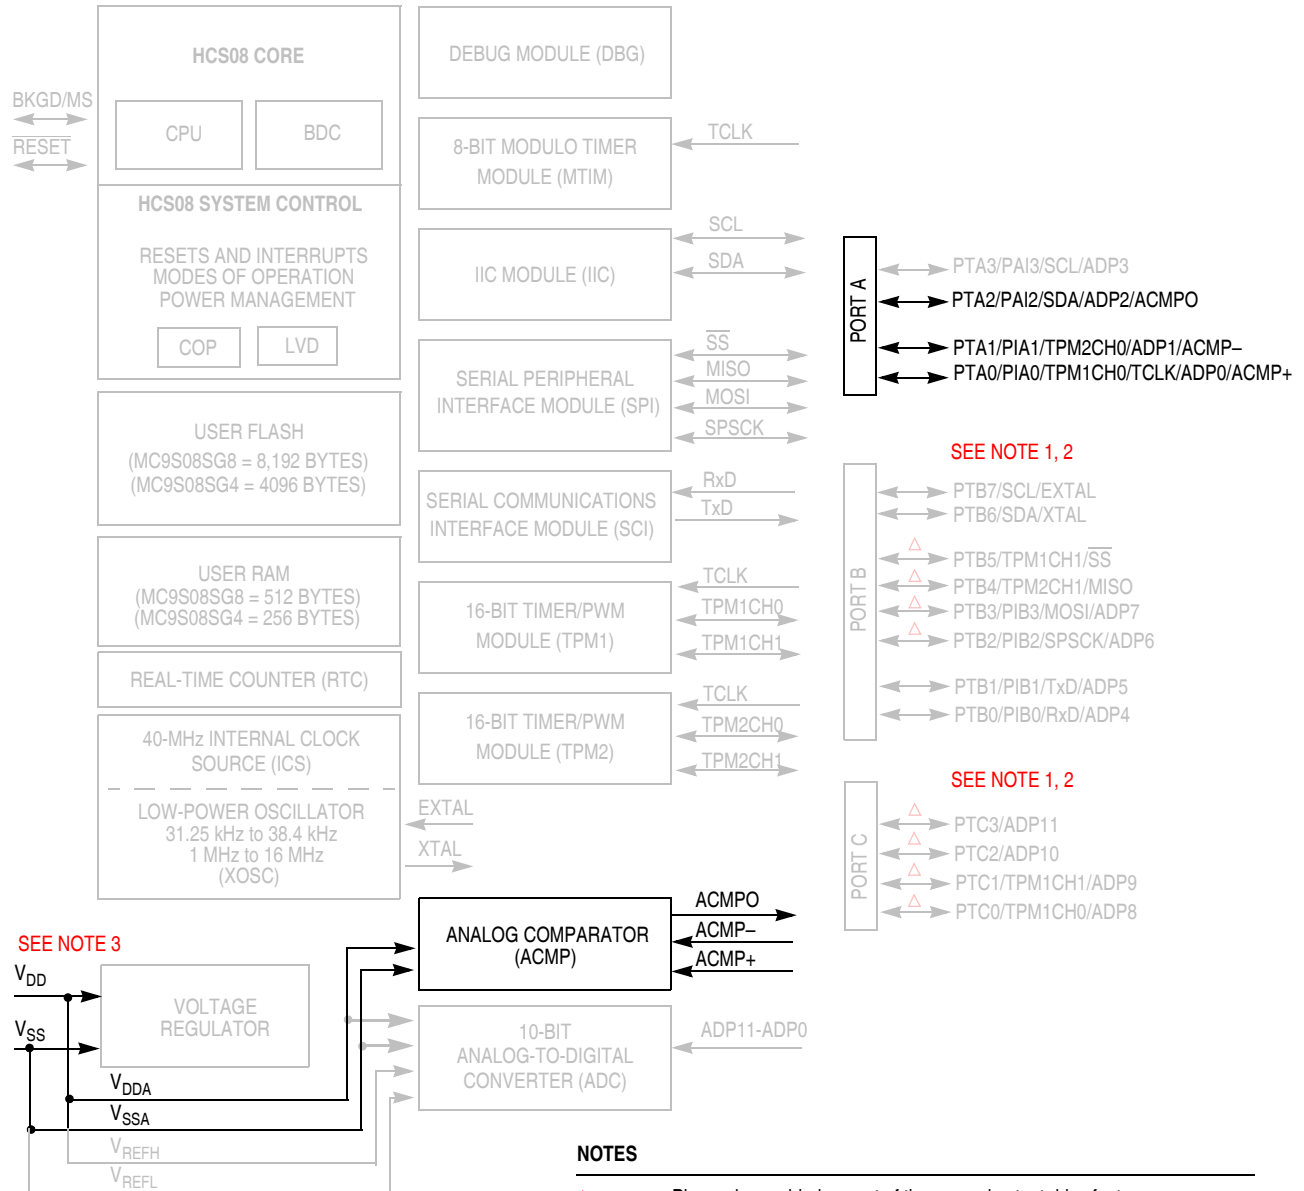 HCS08 CORE
CPU
BDC
BKGD/MS
RESET
HCS08 SYSTEM CONTROL
RESETS AND INTERRUPTS
MODES OF OPERATION
POWER MANAGEMENT
COP
LVD
USER FLASH
(MC9S08SG8 = 8,192 BYTES)
(MC9S08SG4 = 4096 BYTES)
USER RAM
(MC9S08SG8 = 512 BYTES)
(MC9S08SG4 = 256 BYTES)
REAL-TIME COUNTER (RTC)
40-MHz INTERNAL CLOCK
SOURCE (ICS)
LOW-POWER OSCILLATOR
31.25 kHz to 38.4 kHz
1 MHz to 16 MHz
(XOSC)
EXTAL
XTAL
SEE NOTE 3
VDD
VSS
VOLTAGE
REGULATOR
VDDA
VSSA
VREFH
VREFL
DEBUG MODULE (DBG)
8-BIT MODULO TIMER
MODULE (MTIM)
TCLK
IIC MODULE (IIC)
SCL
SDA
SERIAL PERIPHERAL
INTERFACE MODULE (SPI)
SS
MISO
MOSI
SPSCK
SERIAL COMMUNICATIONS
INTERFACE MODULE (SCI)
RxD
TxD
16-BIT TIMER/PWM
MODULE (TPM1)
TCLK
TPM1CH0
TPM1CH1
16-BIT TIMER/PWM
MODULE (TPM2)
TCLK
TPM2CH0
TPM2CH1
ANALOG COMPARATOR
(ACMP)
ACMPO
ACMP–
ACMP+
10-BIT
ANALOG-TO-DIGITAL
CONVERTER (ADC)
ADP11-ADP0
PORT A
PTA3/PAI3/SCL/ADP3
PTA2/PAI2/SDA/ADP2/ACMPO
PTA1/PIA1/TPM2CH0/ADP1/ACMP–
PTA0/PIA0/TPM1CH0/TCLK/ADP0/ACMP+
SEE NOTE 1, 2
PORT B
PTB7/SCL/EXTAL
PTB6/SDA/XTAL
PTB5/TPM1CH1/SS
PTB4/TPM2CH1/MISO
PTB3/PIB3/MOSI/ADP7
PTB2/PIB2/SPSCK/ADP6
PTB1/PIB1/TxD/ADP5
PTB0/PIB0/RxD/ADP4
SEE NOTE 1, 2
PORT C
PTC3/ADP11
PTC2/ADP10
PTC1/TPM1CH1/ADP9
PTC0/TPM1CH0/ADP8
NOTES